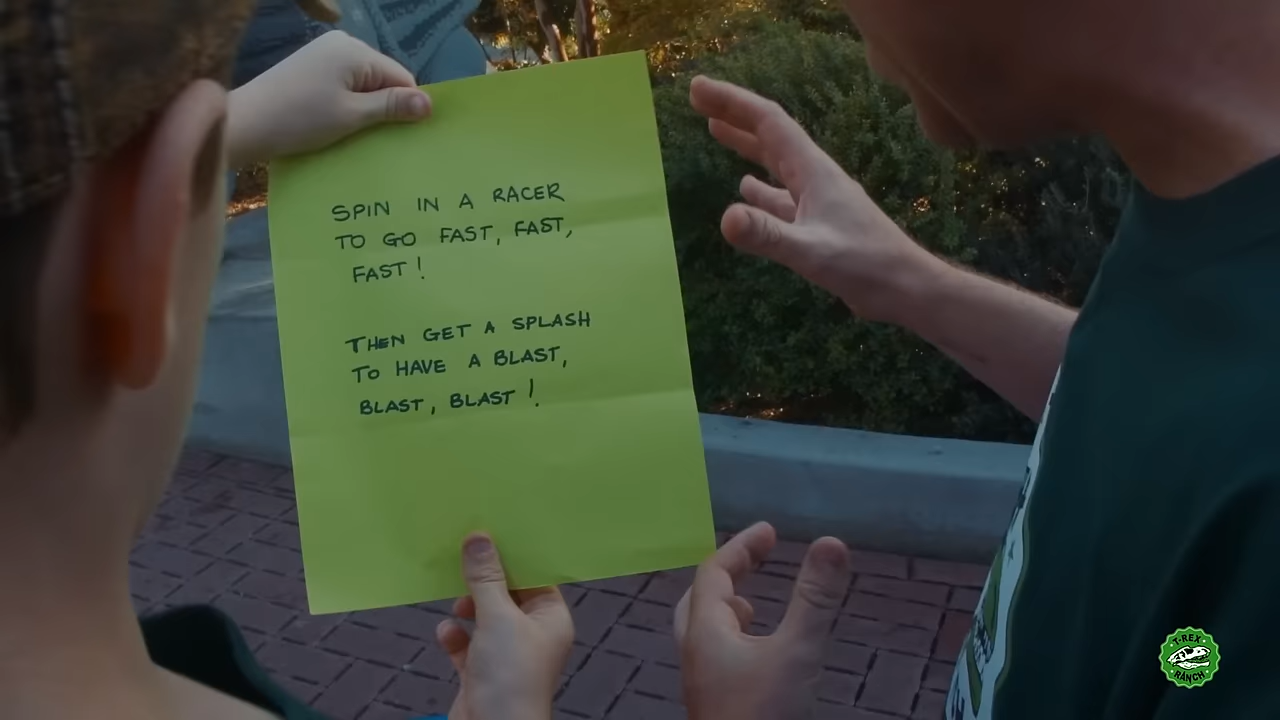 SPIN IN A RACER
TO GO FAST, FAST,
FAST!
THEN GET A SPLASH
TO HAVE A BLAST,
BLAST, BLAST!
T-REX
RANCH